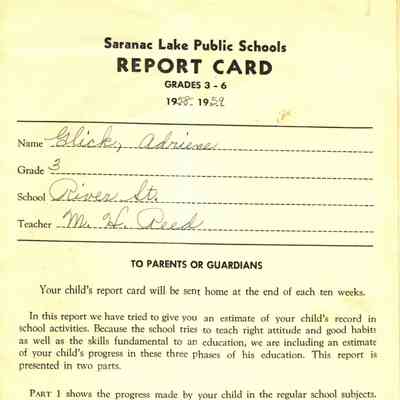 Saranac Lake Public Schools
REPORT CARD
GRADES 3 - 6
1958-1959
Name Glick, Adriene
Grade 3
School River St.
Teacher M. H. Reed
TO PARENTS OR GUARDIANS
Your child's report card will be sent home at the end of each ten weeks.
In this report we have tried to give you an estimate of your child's record in
school activities. Because the school tries to teach right attitude and good habits
as well as the skills fundamental to an education, we are including an estimate
of your child's progress in these three phases of his education. This report is
presented in two parts.
PART 1 shows the progress made by your child in the regular school subjects.